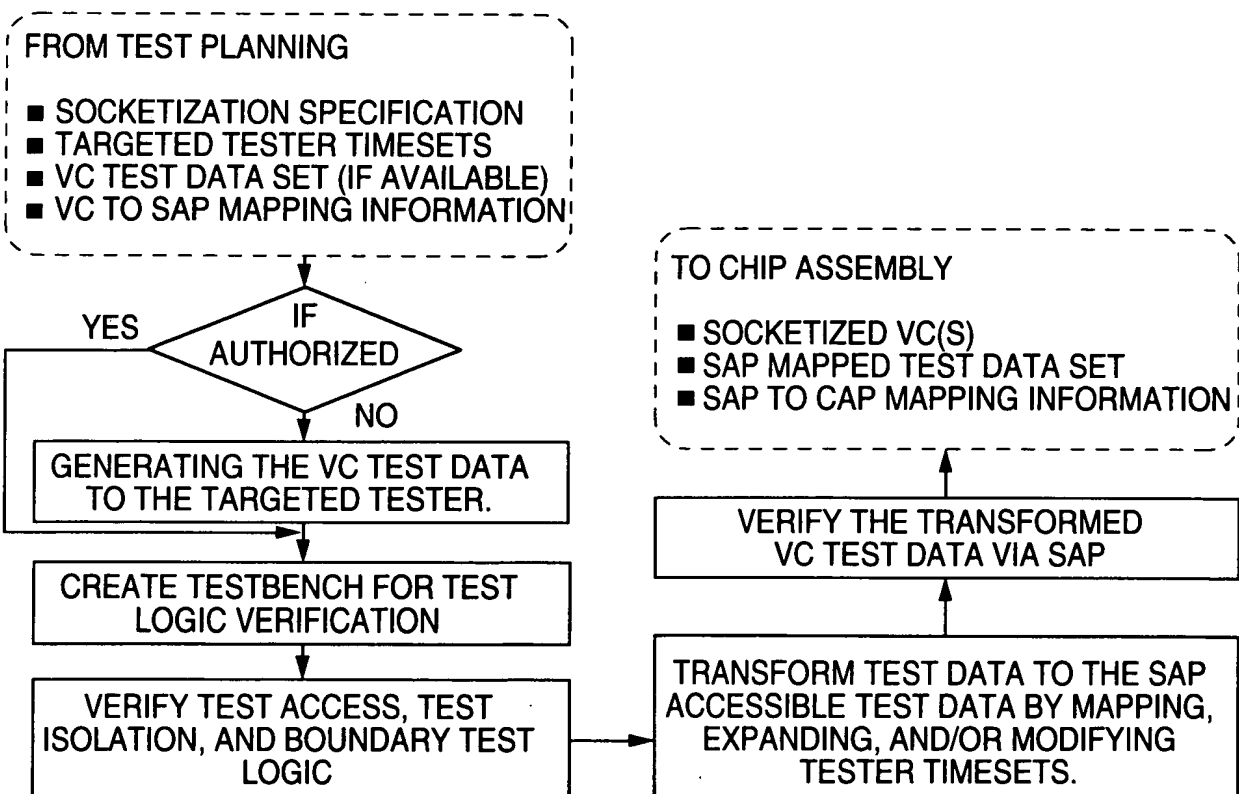 FROM TEST PLANNING
■ SOCKETIZATION SPECIFICATION
■ TARGETED TESTER TIMESETS
■ VC TEST DATA SET (IF AVAILABLE)
■ VC TO SAP MAPPING INFORMATION
IF
AUTHORIZED
YES
NO
GENERATING THE VC TEST DATA
TO THE TARGETED TESTER.
CREATE TESTBENCH FOR TEST
LOGIC VERIFICATION
VERIFY TEST ACCESS, TEST
ISOLATION, AND BOUNDARY TEST
LOGIC
TRANSFORM TEST DATA TO THE SAP
ACCESSIBLE TEST DATA BY MAPPING,
EXPANDING, AND/OR MODIFYING
TESTER TIMESETS.
VERIFY THE TRANSFORMED
VC TEST DATA VIA SAP
TO CHIP ASSEMBLY
■ SOCKETIZED VC(S)
■ SAP MAPPED TEST DATA SET
■ SAP TO CAP MAPPING INFORMATION